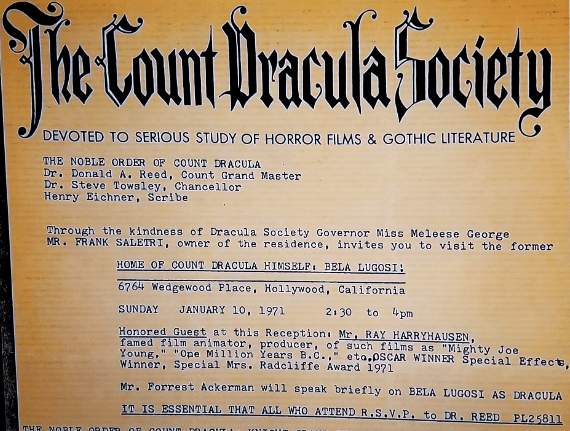 The Count Dracula Society
DEVOTED TO SERIOUS STUDY OF HORROR FILMS & GOTHIC LITERATURE
THE NOBLE ORDER OF COUNT DRACULA
Dr. Donald A. Reed, Count Grand Master
Dr. Steve Towsley, Chancellor
Henry Eichner, Scribe
Through the kindness of Dracula Society Governor Miss Meleese George
MR. FRANK SALETRI, owner of the residence, invites you to visit the former
HOME OF COUNT DRACULA HIMSELF: BELA LUGOSI!
6764 Wedgewood Place, Hollywood, California
SUNDAY JANUARY 10, 1971 2:30 to 4pm
Honored Guest at this Reception: Mr. RAY HARRYHAUSEN,
famed film animator, producer, of such films as "Mighty Joe
Young," "One Million Years B.C.," etc.,OSCAR WINNER Special Effects,
Winner, Special Mrs. Radcliffe Award 1971
Mr. Forrest Ackerman will speak briefly on BELA LUGOSI AS DRACULA
IT IS ESSENTIAL THAT ALL WHO ATTEND R.S.V.P. to DR. REED PL25811
THE NOBLE ORDER OF COUNT DRACULA